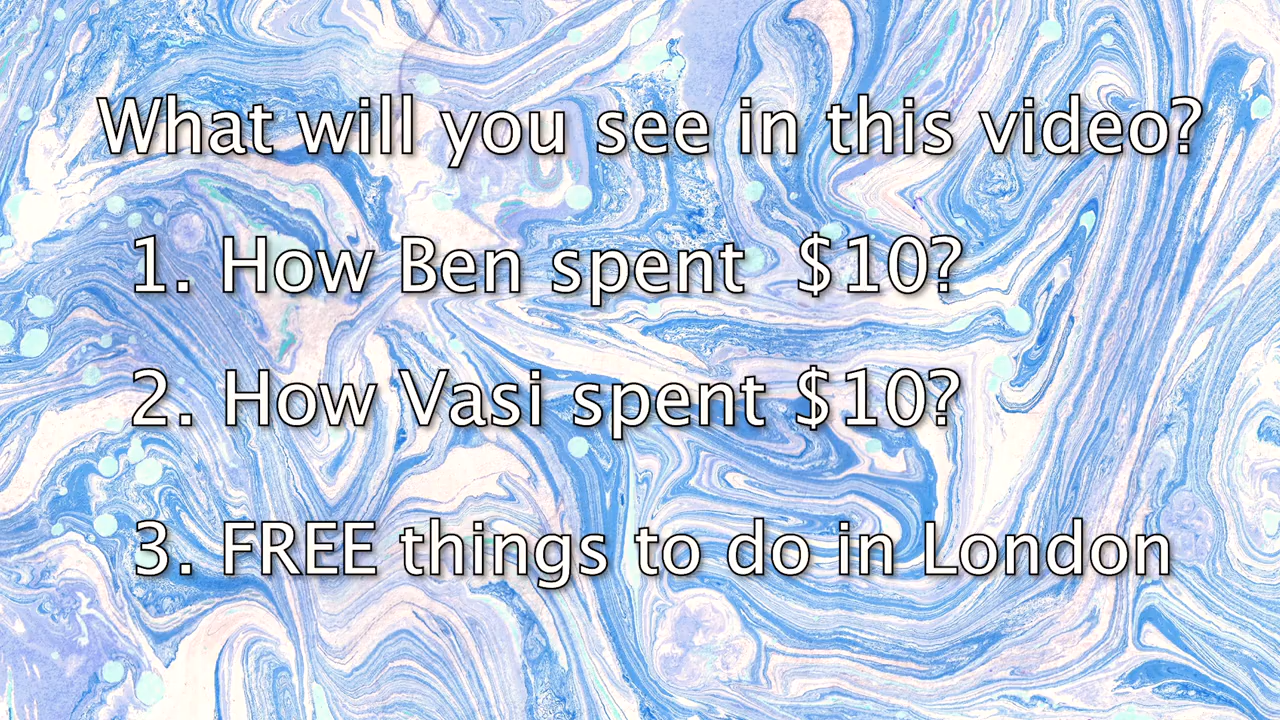 What will you see in this video?
1. How Ben spent $10?
2. How Vasi spent $10?
3. FREE things to do in London